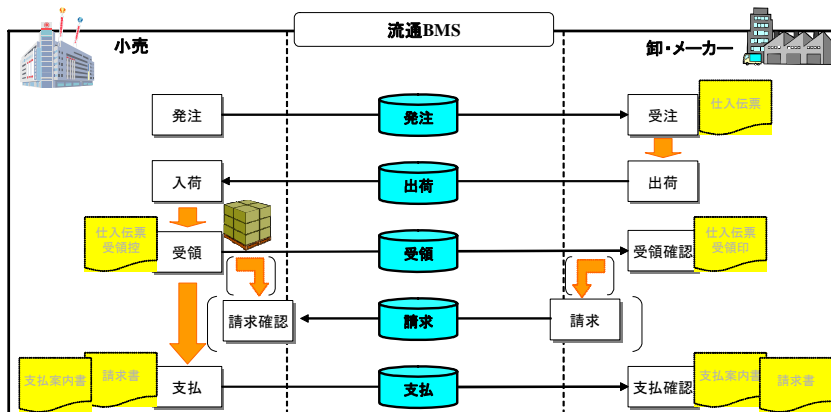 流通BMS
小売
卸・メーカー
発注
発注
受注
仕入伝票
入荷
出荷
出荷
仕入伝票
受領控
受領
受領
受領確認
仕入伝票
受領印
請求確認
請求
請求
支払案内書
請求書
支払
支払
支払確認
支払案内書
請求書